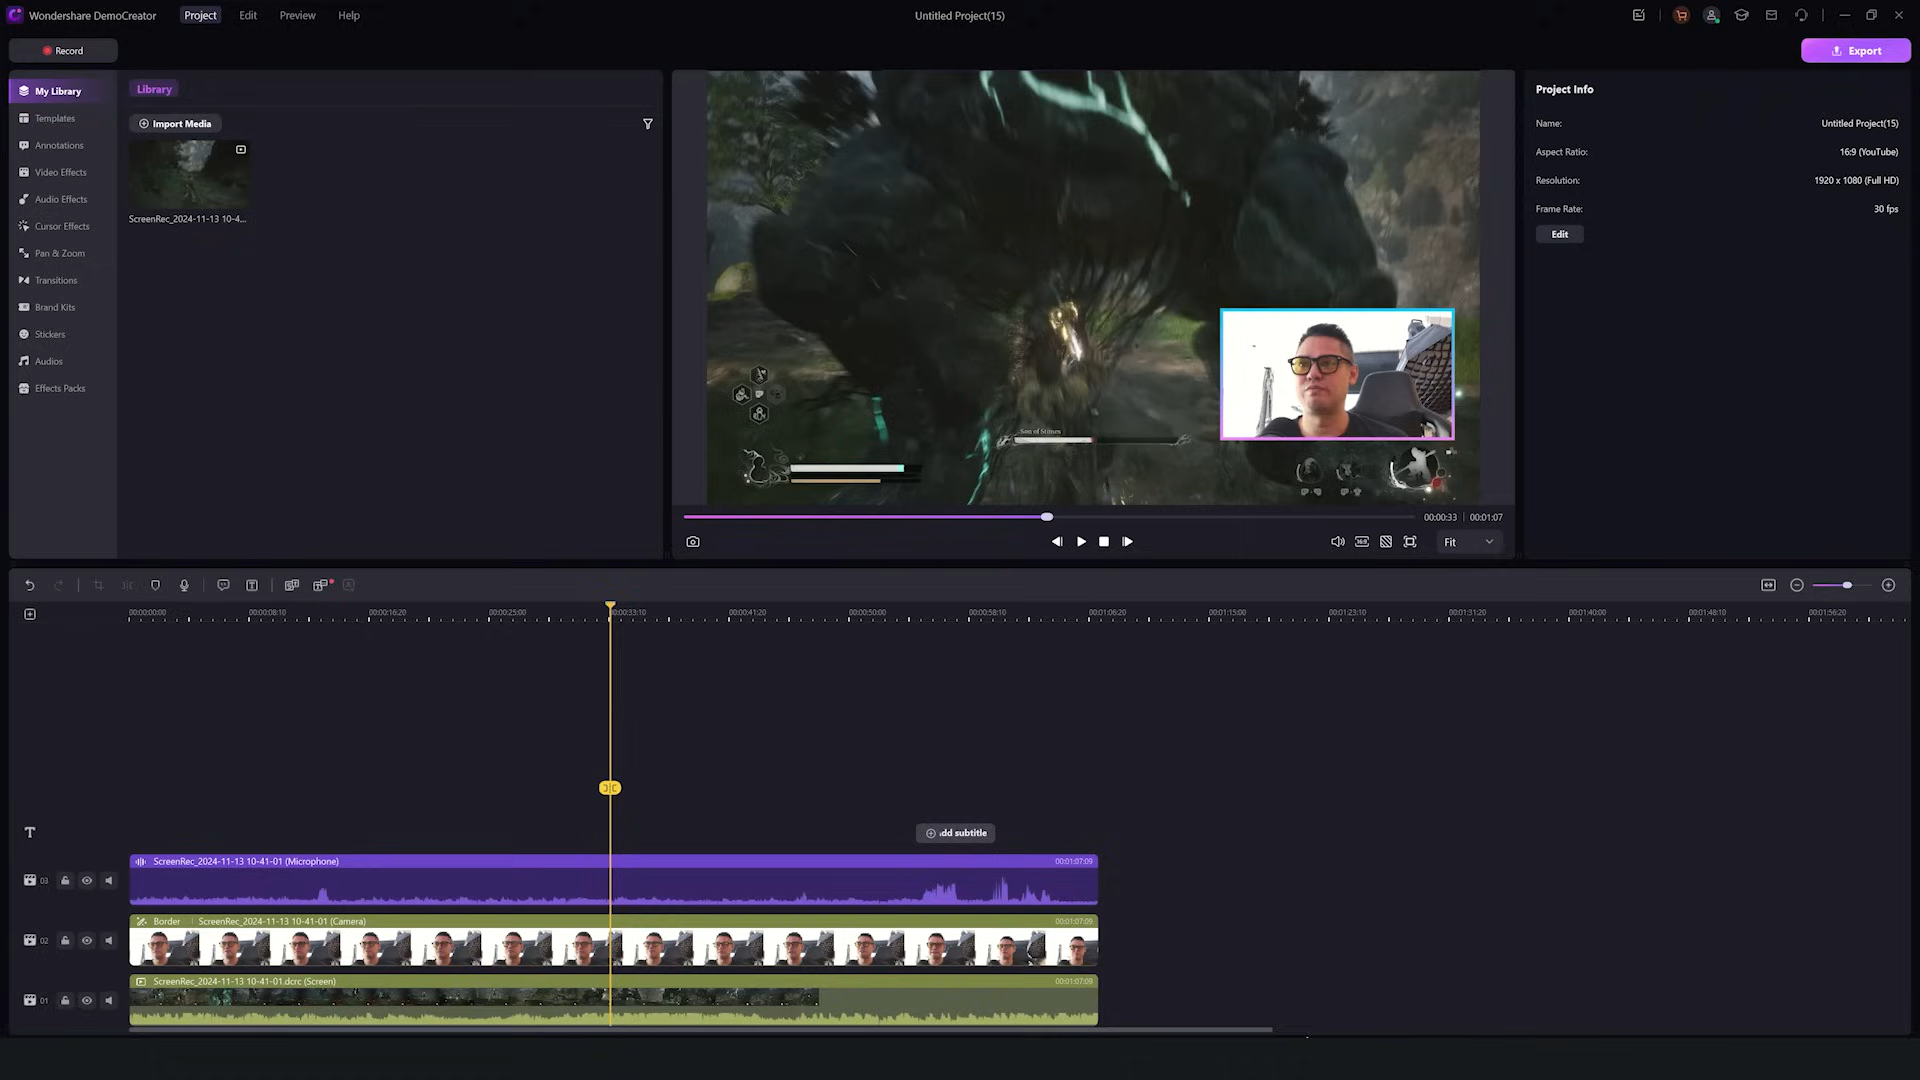 Wondershare DemoCreator
Project
Edit
Preview
Help
Untitled Project(15)
Record
Export
My Library
Templates
Annotations
Video Effects
Audio Effects
Cursor Effects
Pan & Zoom
Transitions
Brand Kits
Stickers
Audios
Effects Packs
Library
Import Media
ScreenRec_2024-11-13 10-4...
Project Info
Name:
Untitled Project(15)
Aspect Ratio:
16:9 (YouTube)
Resolution:
1920 x 1080 (Full HD)
Frame Rate:
30 fps
Edit
00:00:33 | 00:01:07
Fit
00:00:00:00
00:00:08:10
00:00:16:20
00:00:25:00
00:00:33:10
00:00:41:20
00:00:50:00
00:00:58:10
00:01:06:20
00:01:15:00
00:01:23:10
00:01:31:20
00:01:40:00
00:01:48:10
00:01:56:20
dd subtitle
03
ScreenRec_2024-11-13 10-41-01 (Microphone)
00:01:07:09
02
Border | ScreenRec_2024-11-13 10-41-01 (Camera)
00:01:07:09
01
ScreenRec_2024-11-13 10-41-01.dcrc (Screen)
00:01:07:09